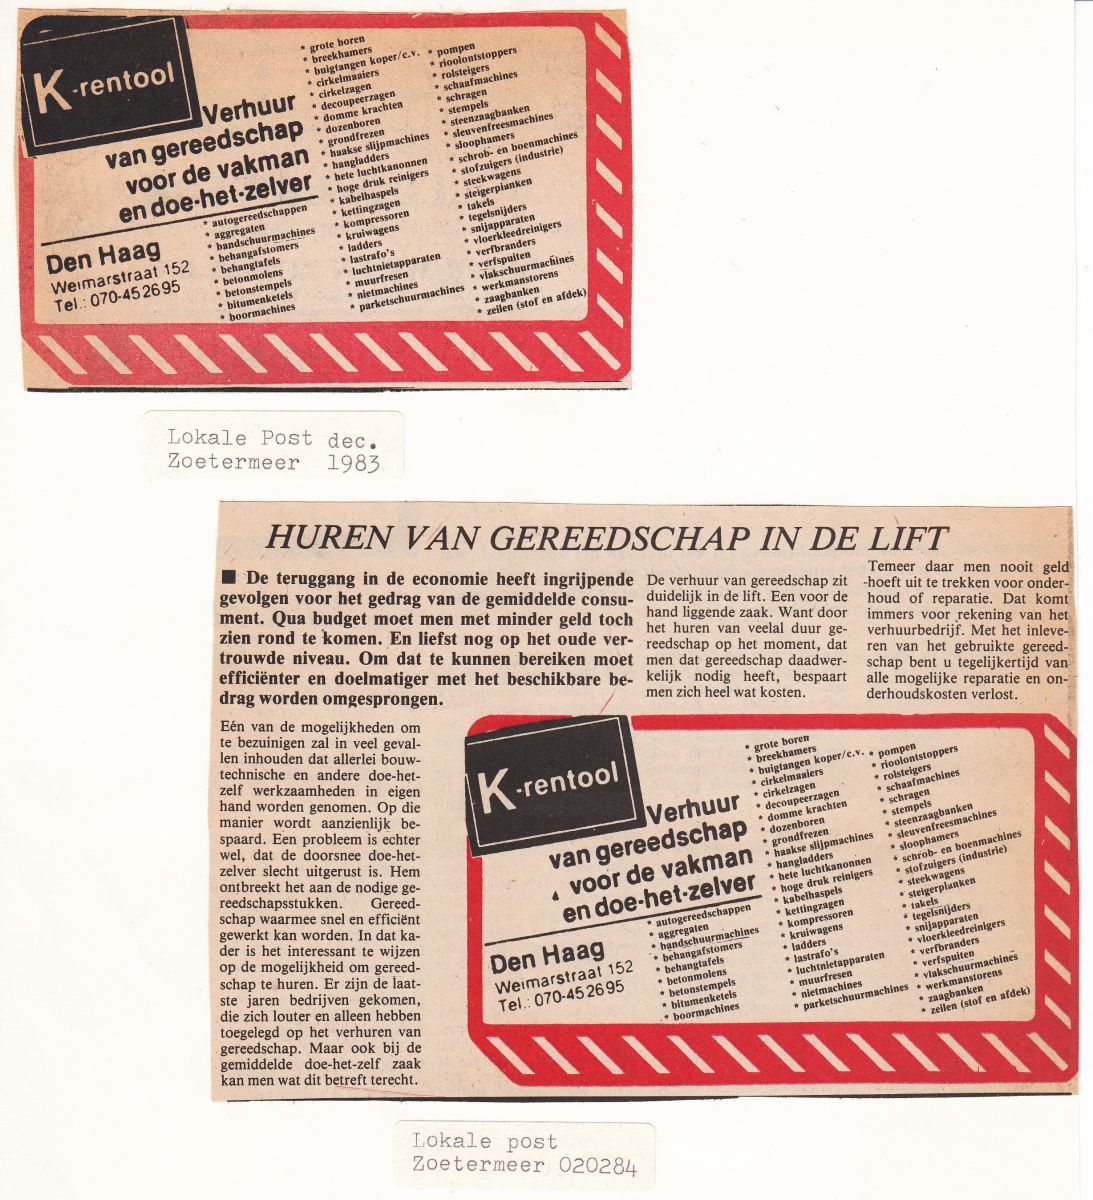 K-rentool
Verhuur
van gereedschap
voor de vakman
en doe-het-zelver
Den Haag
Weimarstraat 152
Tel.: 070-452695
* autogereedschappen
* aggregaten
* bandschuurmachines
* behangafstomers
* behangtafels
* betonmolens
* betonstempels
* bitumenketels
* boormachines
* grote boren
* breekhamers
* buigtangen koper/c.v.
* cirkelmaaiers
* cirkelzagen
* decoupeerzagen
* domme krachten
* dozenboren
* grondfrezen
* haakse slijpmachines
* hangladders
* hete luchtkanonnen
* hoge druk reinigers
* kabelhaspels
* kettingzagen
* kompressoren
* kruiwagens
* ladders
* lastrafo's
* luchtnietapparaten
* muurfresen
* nietmachines
* parketschuurmachines
* pompen
* rioolontstoppers
* rolsteigers
* schaafmachines
* schragen
* stempels
* steenzaagbanken
* sleuvenfreesmachines
* sloophamers
* schrob- en boenmachines
* stofzuigers (industrie)
* steekwagens
* steigerplanken
* takels
* tegelsnijders
* snijapparaten
* vloerkleedreinigers
* verfbranders
* verfspuiten
* vlakschuurmachines
* werkmanstorens
* zaagbanken
* zeilen (stof en afdek)
Lokale Post dec.
Zoetermeer 1983
HUREN VAN GEREEDSCHAP IN DE LIFT
■ De teruggang in de economie heeft ingrijpende
gevolgen voor het gedrag van de gemiddelde consu-
ment. Qua budget moet men met minder geld toch
zien rond te komen. En liefst nog op het oude ver-
trouwde niveau. Om dat te kunnen bereiken moet
efficiënter en doelmatiger met het beschikbare be-
drag worden omgesprongen.
Eén van de mogelijkheden om
te bezuinigen zal in veel geval-
len inhouden dat allerlei bouw-
technische en andere doe-het-
zelf werkzaamheden in eigen
hand worden genomen. Op die
manier wordt aanzienlijk be-
spaard. Een probleem is echter
wel, dat de doorsnee doe-het-
zelver slecht uitgerust is. Hem
ontbreekt het aan de nodige ge-
reedschapsstukken. Gereed-
schap waarmee snel en efficiënt
gewerkt kan worden. In dat ka-
der is het interessant te wijzen
op de mogelijkheid om gereed-
schap te huren. Er zijn de laat-
ste jaren bedrijven gekomen,
die zich louter en alleen hebben
toegelegd op het verhuren van
gereedschap. Maar ook bij de
gemiddelde doe-het-zelf zaak
kan men wat dit betreft terecht.
De verhuur van gereedschap zit
duidelijk in de lift. Een voor de
hand liggende zaak. Want door
het huren van veelal duur ge-
reedschap op het moment, dat
men dat gereedschap daadwer-
kelijk nodig heeft, bespaart
men zich heel wat kosten.
Temeer daar men nooit geld
hoeft uit te trekken voor onder-
houd of reparatie. Dat komt
immers voor rekening van het
verhuurbedrijf. Met het inleve-
ren van het gebruikte gereed-
schap bent u tegelijkertijd van
alle mogelijke reparatie en on-
derhoudskosten verlost.
K-rentool
Verhuur
van gereedschap
voor de vakman
en doe-het-zelver
Den Haag
Weimarstraat 152
Tel.: 070-452695
* autogereedschappen
* aggregaten
* bandschuurmachines
* behangafstomers
* behangtafels
* betonmolens
* betonstempels
* bitumenketels
* boormachines
* grote boren
* breekhamers
* buigtangen koper/c.v.
* cirkelmaaiers
* cirkelzagen
* decoupeerzagen
* domme krachten
* dozenboren
* grondfrezen
* haakse slijpmachines
* hangladders
* hete luchtkanonnen
* hoge druk reinigers
* kabelhaspels
* kettingzagen
* kompressoren
* kruiwagens
* ladders
* lastrafo's
* luchtnietapparaten
* muurfresen
* nietmachines
* parketschuurmachines
* pompen
* rioolontstoppers
* rolsteigers
* schaafmachines
* schragen
* stempels
* steenzaagbanken
* sleuvenfreesmachines
* sloophamers
* schrob- en boenmachines
* stofzuigers (industrie)
* steekwagens
* steigerplanken
* takels
* tegelsnijders
* snijapparaten
* vloerkleedreinigers
* verfbranders
* verfspuiten
* vlakschuurmachines
* werkmanstorens
* zaagbanken
* zeilen (stof en afdek)
Lokale post
Zoetermeer 020284